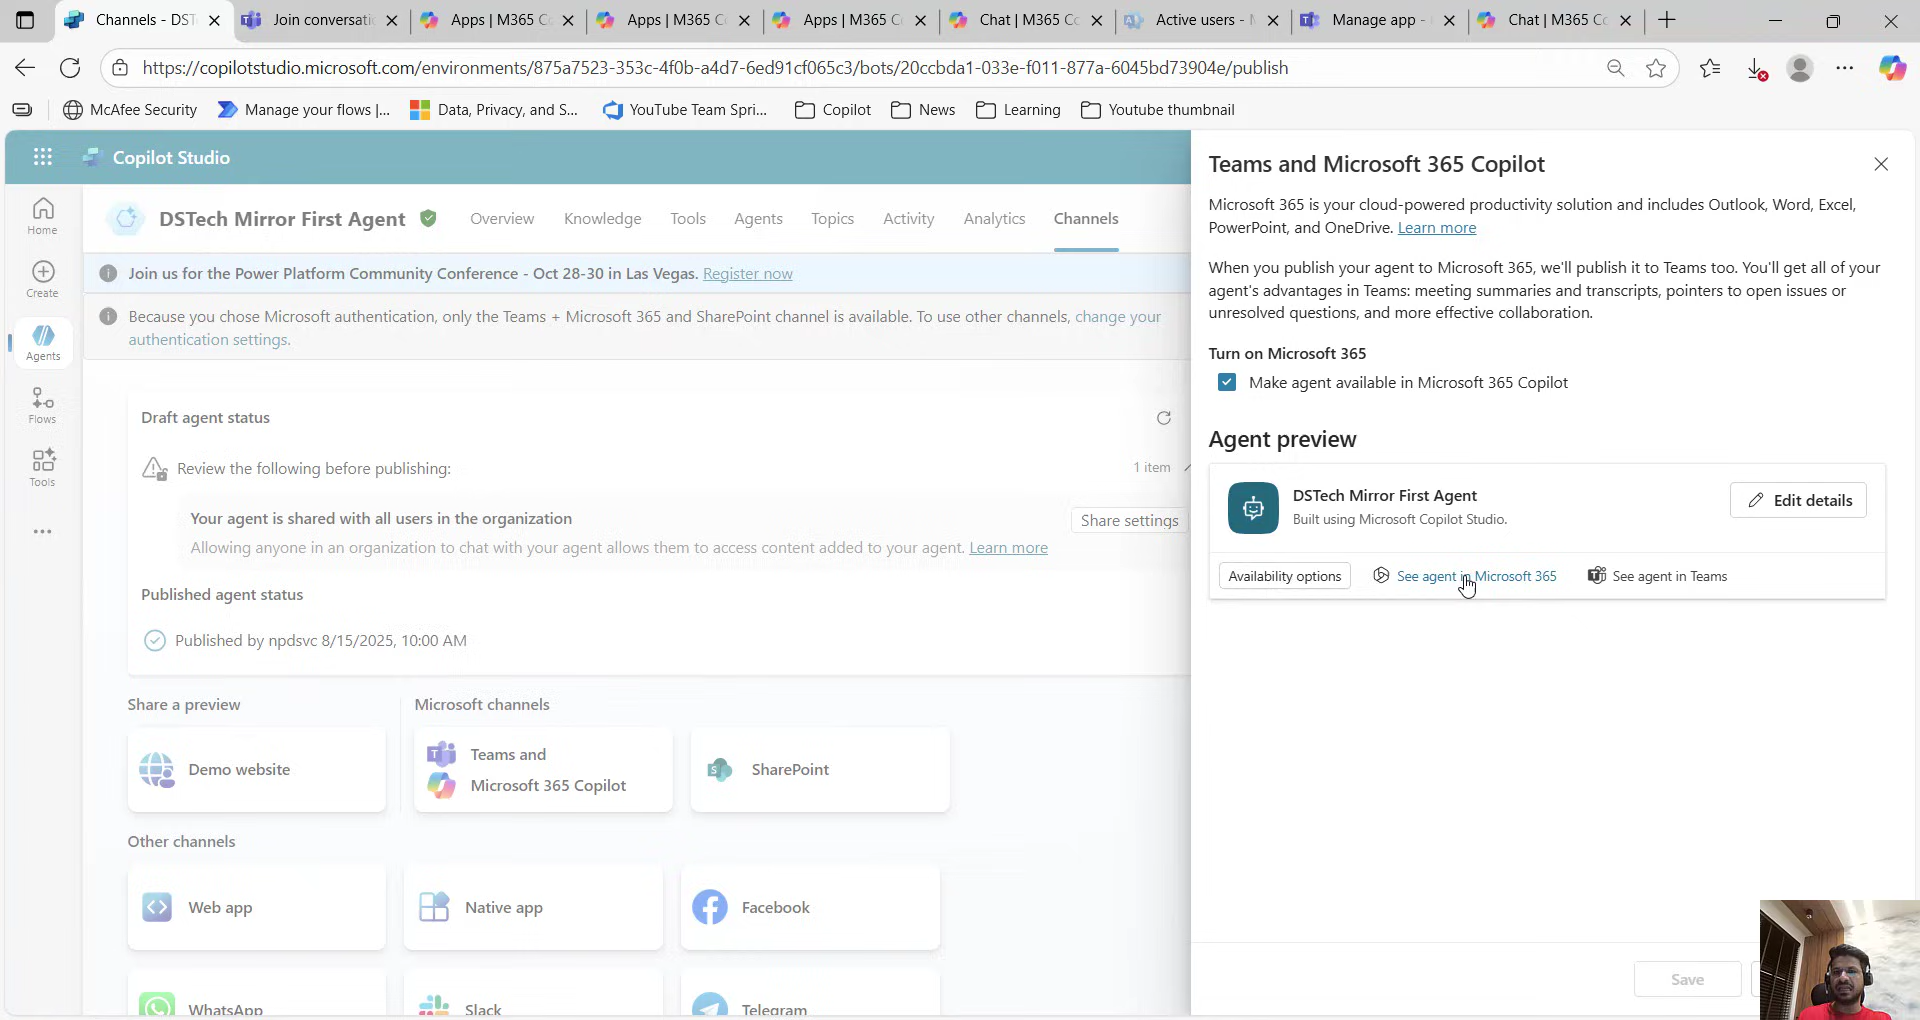 Channels - DST
Join conversatic
Apps | M365 Co
Apps | M365 Co
Apps | M365 Co
Chat | M365 Co
Active users - M
Manage app -
Chat | M365 Co
https://copilotstudio.microsoft.com/environments/875a7523-353c-4f0b-a4d7-6ed91cf065c3/bots/20ccbda1-033e-f011-877a-6045bd73904e/publish
McAfee Security
Manage your flows |...
Data, Privacy, and S...
YouTube Team Spri...
Copilot
News
Learning
Youtube thumbnail
Copilot Studio
Home
Create
Agents
Flows
Tools
DSTech Mirror First Agent
Overview
Knowledge
Tools
Agents
Topics
Activity
Analytics
Channels
Join us for the Power Platform Community Conference - Oct 28-30 in Las Vegas. Register now
Because you chose Microsoft authentication, only the Teams + Microsoft 365 and SharePoint channel is available. To use other channels, change your
authentication settings.
Draft agent status
Review the following before publishing:
1 item
Your agent is shared with all users in the organization
Share settings
Allowing anyone in an organization to chat with your agent allows them to access content added to your agent. Learn more
Published agent status
Published by npdsvc 8/15/2025, 10:00 AM
Share a preview
Microsoft channels
Demo website
Teams and
Microsoft 365 Copilot
SharePoint
Other channels
Web app
Native app
Facebook
WhatsApp
Slack
Telegram
Teams and Microsoft 365 Copilot
Microsoft 365 is your cloud-powered productivity solution and includes Outlook, Word, Excel,
PowerPoint, and OneDrive. Learn more
When you publish your agent to Microsoft 365, we'll publish it to Teams too. You'll get all of your
agent's advantages in Teams: meeting summaries and transcripts, pointers to open issues or
unresolved questions, and more effective collaboration.
Turn on Microsoft 365
Make agent available in Microsoft 365 Copilot
Agent preview
DSTech Mirror First Agent
Built using Microsoft Copilot Studio.
Edit details
Availability options
See agent in Microsoft 365
See agent in Teams
Save